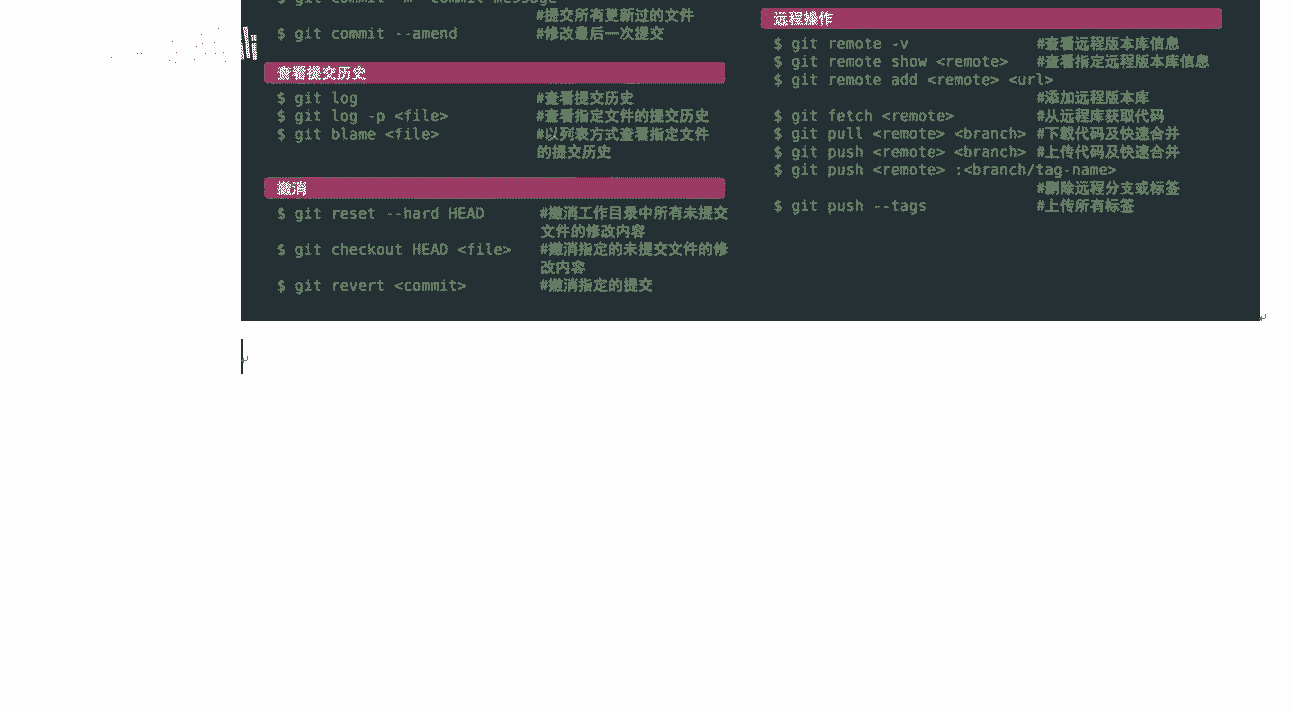 #提交所有更新过的文件
$ git commit --amend #修改最后一次提交
查看提交历史
$ git log #查看提交历史
$ git log -p <file> #查看指定文件的提交历史
$ git blame <file> #以列表方式查看指定文件
的提交历史
撤消
$ git reset --hard HEAD #撤消工作目录中所有未提交
文件的修改内容
$ git checkout HEAD <file> #撤消指定的未提交文件的修
改内容
$ git revert <commit> #撤消指定的提交
远程操作
$ git remote -v #查看远程版本库信息
$ git remote show <remote> #查看指定远程版本库信息
$ git remote add <remote> <url>
#添加远程版本库
$ git fetch <remote> #从远程库获取代码
$ git pull <remote> <branch> #下载代码及快速合并
$ git push <remote> <branch> #上传代码及快速合并
$ git push <remote> :<branch/tag-name>
#删除远程分支或标签
$ git push --tags #上传所有标签